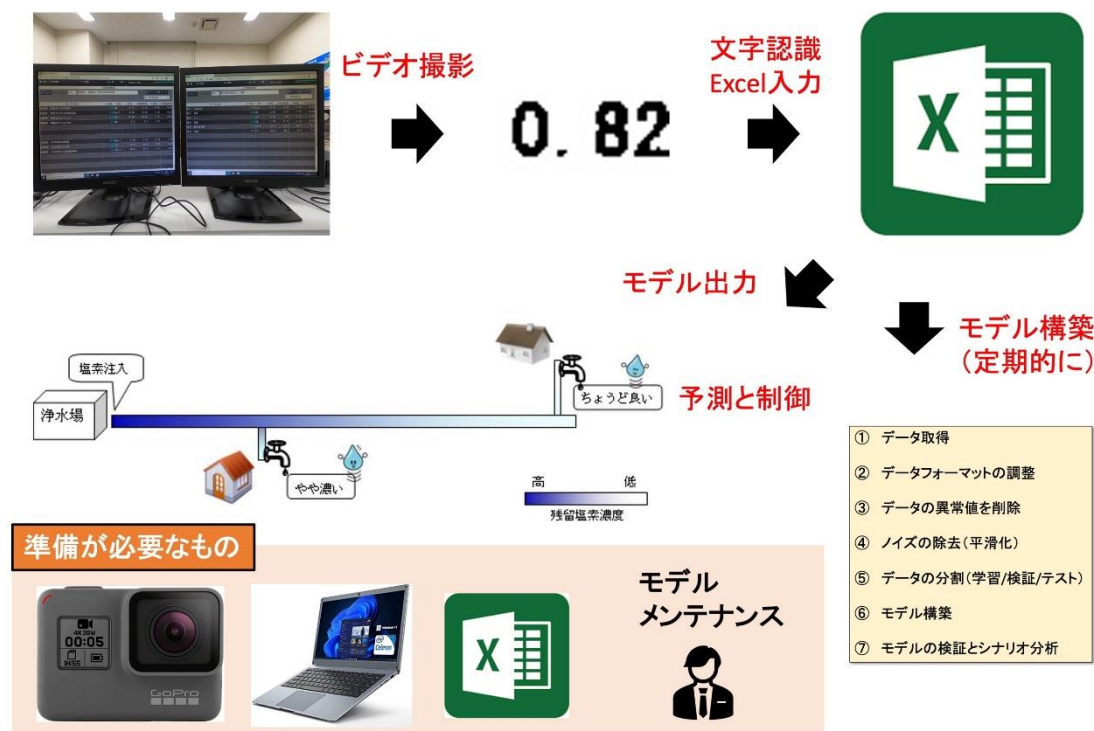 ビデオ撮影
0. 82
文字認識
Excel入力
X
モデル出力
モデル構築
(定期的に)
塩素注入
浄水場
ちょうど良い
予測と制御
やや濃い
高 低
残留塩素濃度
① データ取得
② データフォーマットの調整
③ データの異常値を削除
④ ノイズの除去(平滑化)
⑤ データの分割(学習/検証/テスト)
⑥ モデル構築
⑦ モデルの検証とシナリオ分析
準備が必要なもの
4K 30 W
00:05
1H55
GoPro
Celeron
X
モデル
メンテナンス